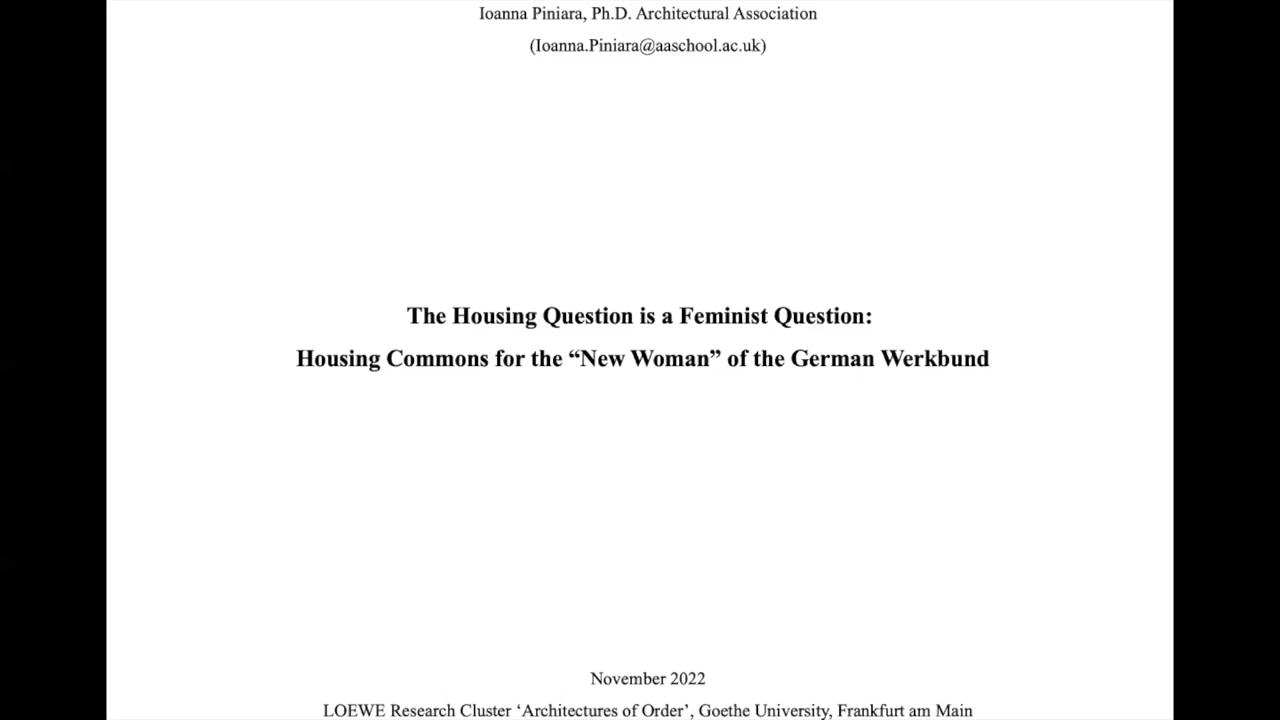 Ioanna Piniara, Ph.D. Architectural Association
(Ioanna.Piniara@aaschool.ac.uk)
The Housing Question is a Feminist Question:
Housing Commons for the “New Woman” of the German Werkbund
November 2022
LOEWE Research Cluster ‘Architectures of Order’, Goethe University, Frankfurt am Main